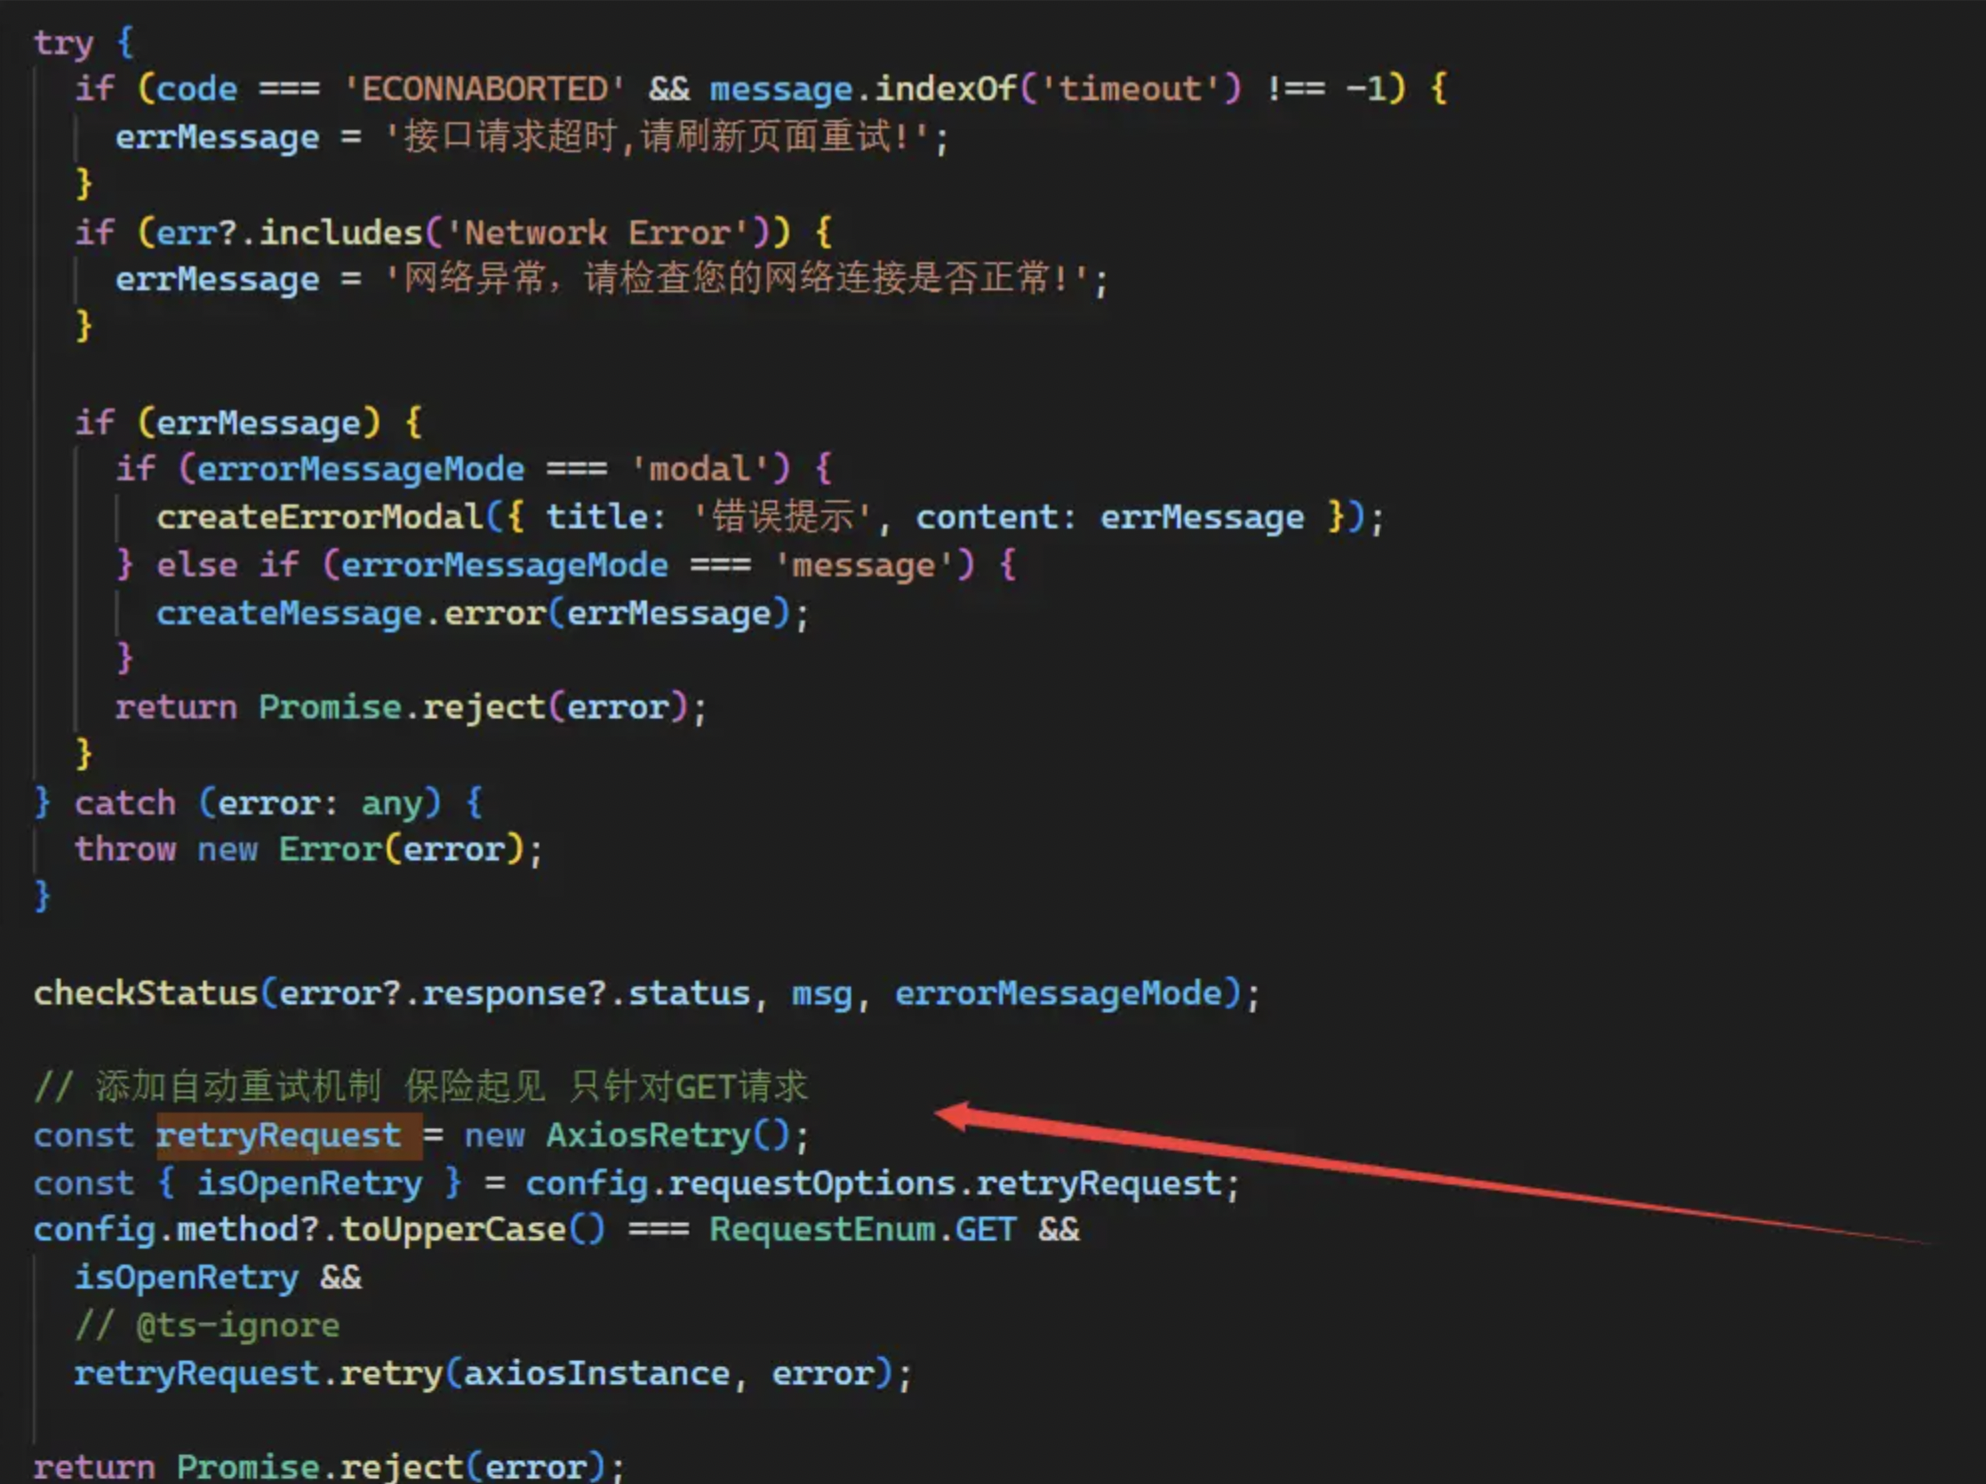 try {
if (code === 'ECONNABORTED' && message.indexOf('timeout') !== -1) {
errMessage = '接口请求超时,请刷新页面重试!';
}
if (err?.includes('Network Error')) {
errMessage = '网络异常，请检查您的网络连接是否正常!';
}
if (errMessage) {
if (errorMessageMode === 'modal') {
createErrorModal({ title: '错误提示', content: errMessage });
} else if (errorMessageMode === 'message') {
createMessage.error(errMessage);
}
return Promise.reject(error);
}
} catch (error: any) {
throw new Error(error);
}
checkStatus(error?.response?.status, msg, errorMessageMode);
// 添加自动重试机制 保险起见 只针对GET请求
const retryRequest = new AxiosRetry();
const { isOpenRetry } = config.requestOptions.retryRequest;
config.method?.toUpperCase() === RequestEnum.GET &&
isOpenRetry &&
// @ts-ignore
retryRequest.retry(axiosInstance, error);
return Promise.reject(error);